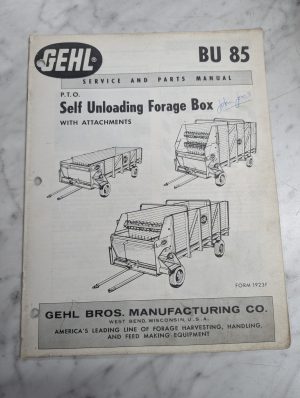 GEHL
BU 85
SERVICE AND PARTS MANUAL
P.T.O.
Self Unloading Forage Box
WITH ATTACHMENTS
FORM 1923F
GEHL BROS. MANUFACTURING CO.
WEST BEND, WISCONSIN, U.S.A.
AMERICA'S LEADING LINE OF FORAGE HARVESTING, HANDLING,
AND FEED MAKING EQUIPMENT